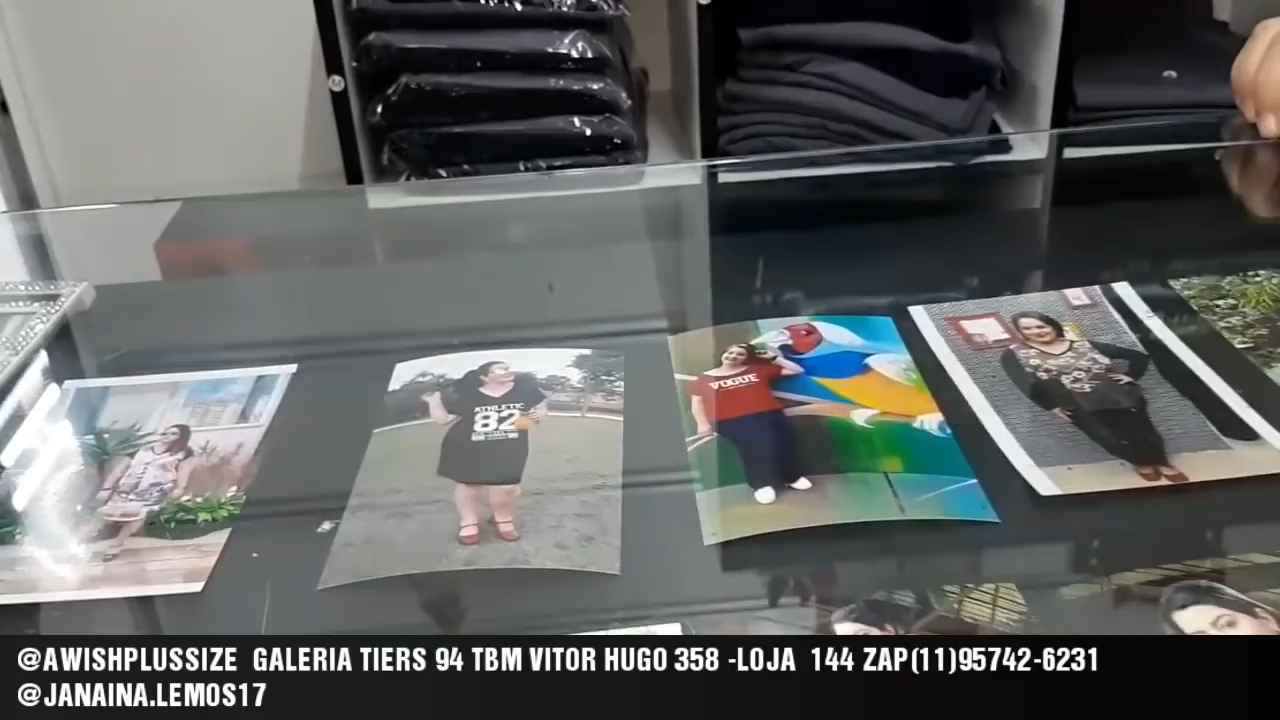 ATHLETIC
82
VOGUE
@AWISHPLUSSIZE GALERIA TIERS 94 TBM VITOR HUGO 358 -LOJA 144 ZAP(11)95742-6231
@JANAINA.LEMOS17